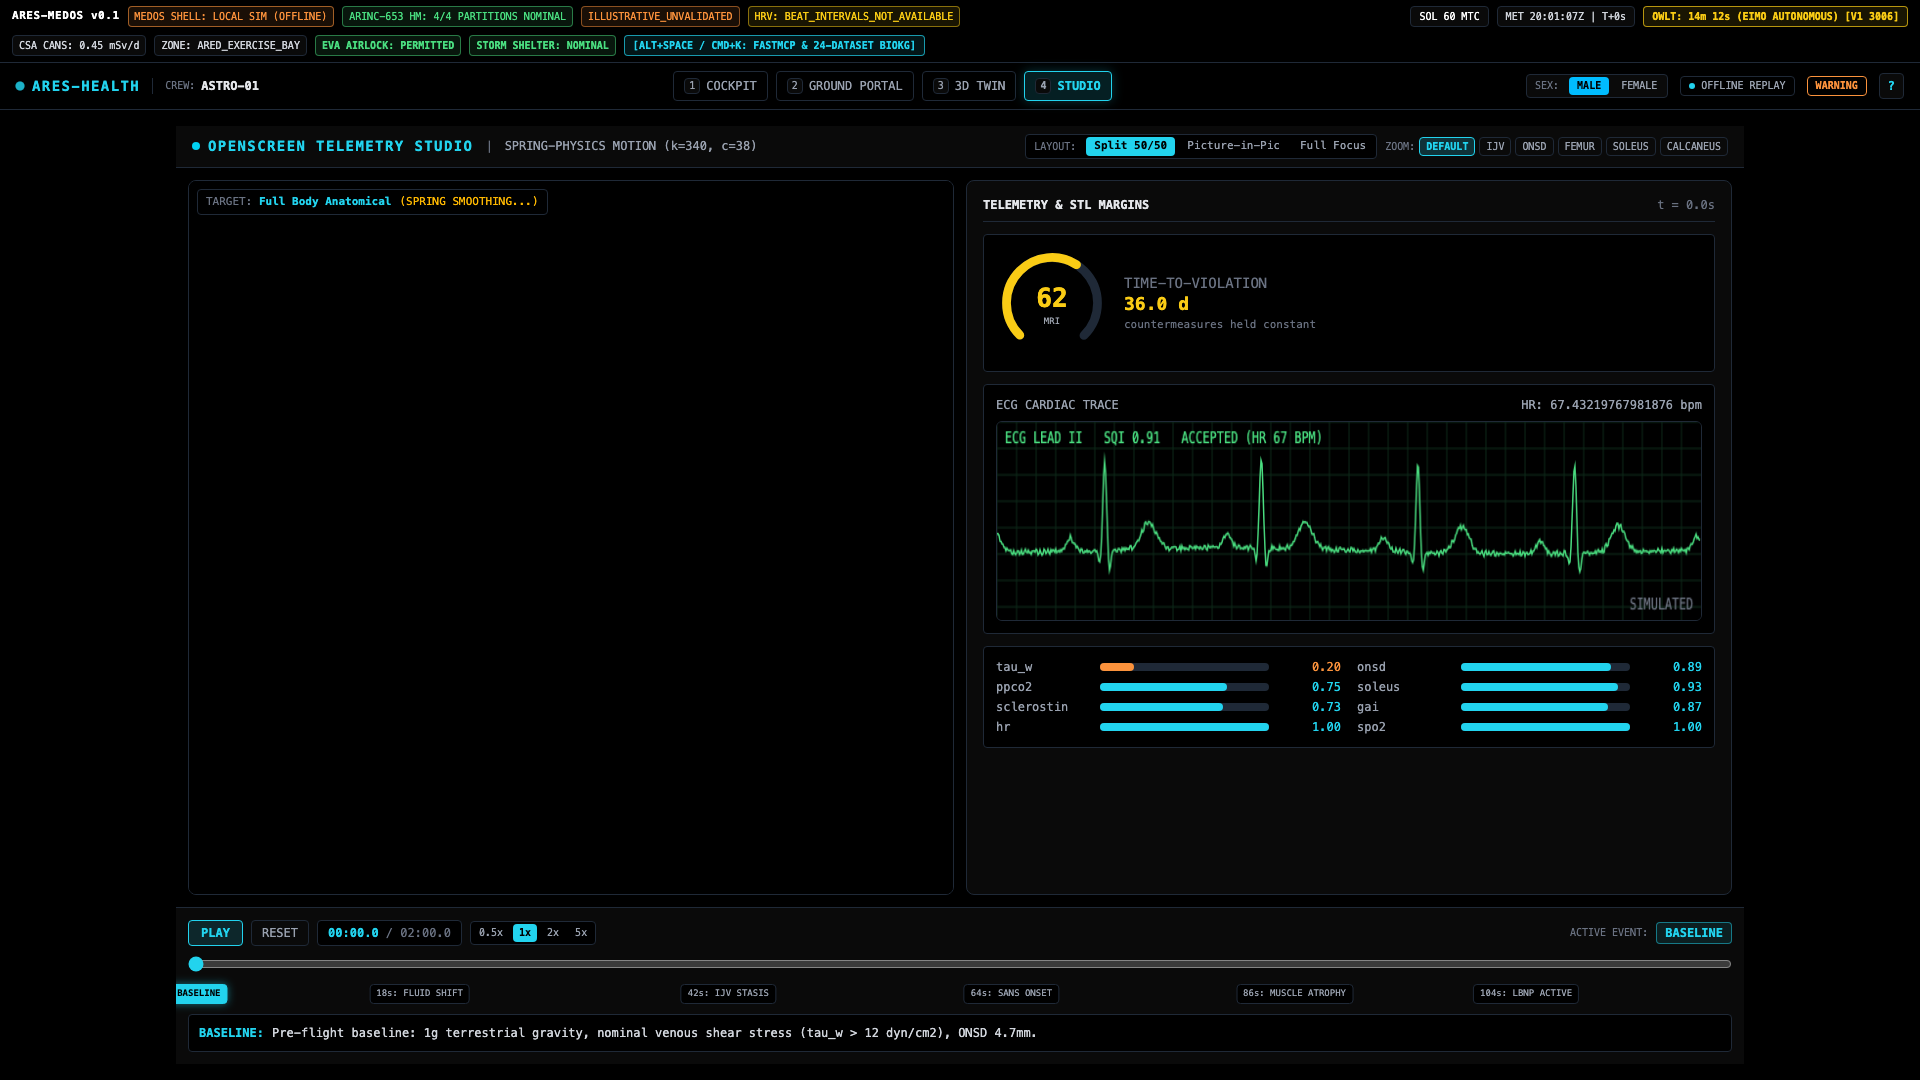 ARES-MEDOS v0.1 MEDOS SHELL: LOCAL SIM (OFFLINE) ARINC-653 HM: 4/4 PARTITIONS NOMINAL ILLUSTRATIVE_UNVALIDATED HRV: BEAT_INTERVALS_NOT_AVAILABLE SOL 60 MTC MET 20:01:07Z | T+0s OWLT: 14m 12s (EIMO AUTONOMOUS) [V1 3006]
CSA CANS: 0.45 mSv/d ZONE: ARED_EXERCISE_BAY EVA AIRLOCK: PERMITTED STORM SHELTER: NOMINAL [ALT+SPACE / CMD+K: FASTMCP & 24-DATASET BIOKG]
ARES-HEALTH CREW: ASTRO-01 1 COCKPIT 2 GROUND PORTAL 3 3D TWIN 4 STUDIO SEX: MALE FEMALE OFFLINE REPLAY WARNING ?
OPENSCREEN TELEMETRY STUDIO | SPRING-PHYSICS MOTION (k=340, c=38) LAYOUT: Split 50/50 Picture-in-Pic Full Focus ZOOM: DEFAULT IJV ONSD FEMUR SOLEUS CALCANEUS
TARGET: Full Body Anatomical (SPRING SMOOTHING...)
TELEMETRY & STL MARGINS t = 0.0s
62
MRI
TIME-TO-VIOLATION
36.0 d
countermeasures held constant
ECG CARDIAC TRACE HR: 67.43219767981876 bpm
ECG LEAD II SQI 0.91 ACCEPTED (HR 67 BPM)
SIMULATED
tau_w 0.20 onsd 0.89
ppco2 0.75 soleus 0.93
sclerostin 0.73 gai 0.87
hr 1.00 spo2 1.00
PLAY RESET 00:00.0 / 02:00.0 0.5x 1x 2x 5x ACTIVE EVENT: BASELINE
BASELINE 18s: FLUID SHIFT 42s: IJV STASIS 64s: SANS ONSET 86s: MUSCLE ATROPHY 104s: LBNP ACTIVE
BASELINE: Pre-flight baseline: 1g terrestrial gravity, nominal venous shear stress (tau_w > 12 dyn/cm2), ONSD 4.7mm.